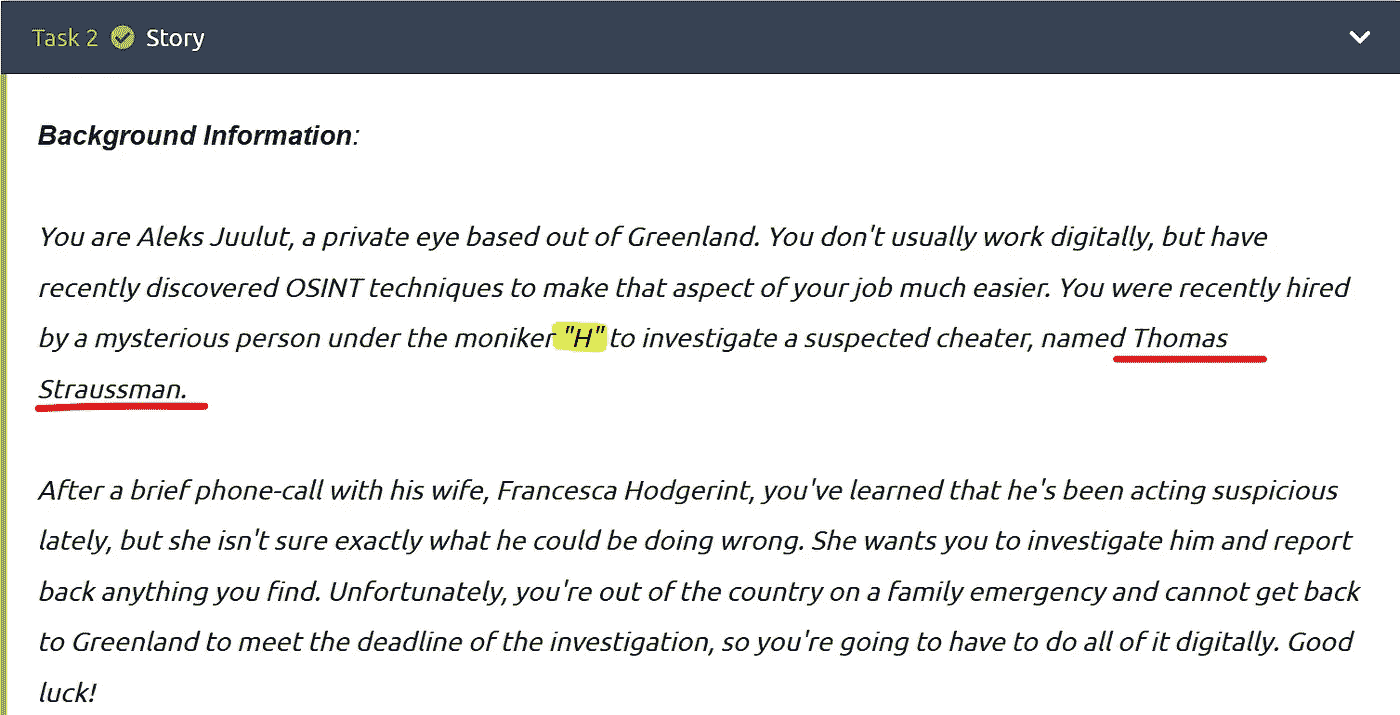 Task 2 Story
Background Information:
You are Aleks Juulut, a private eye based out of Greenland. You don't usually work digitally, but have
recently discovered OSINT techniques to make that aspect of your job much easier. You were recently hired
by a mysterious person under the moniker "H" to investigate a suspected cheater, named Thomas
Straussman.
After a brief phone-call with his wife, Francesca Hodgerint, you've learned that he's been acting suspicious
lately, but she isn't sure exactly what he could be doing wrong. She wants you to investigate him and report
back anything you find. Unfortunately, you're out of the country on a family emergency and cannot get back
to Greenland to meet the deadline of the investigation, so you're going to have to do all of it digitally. Good
luck!